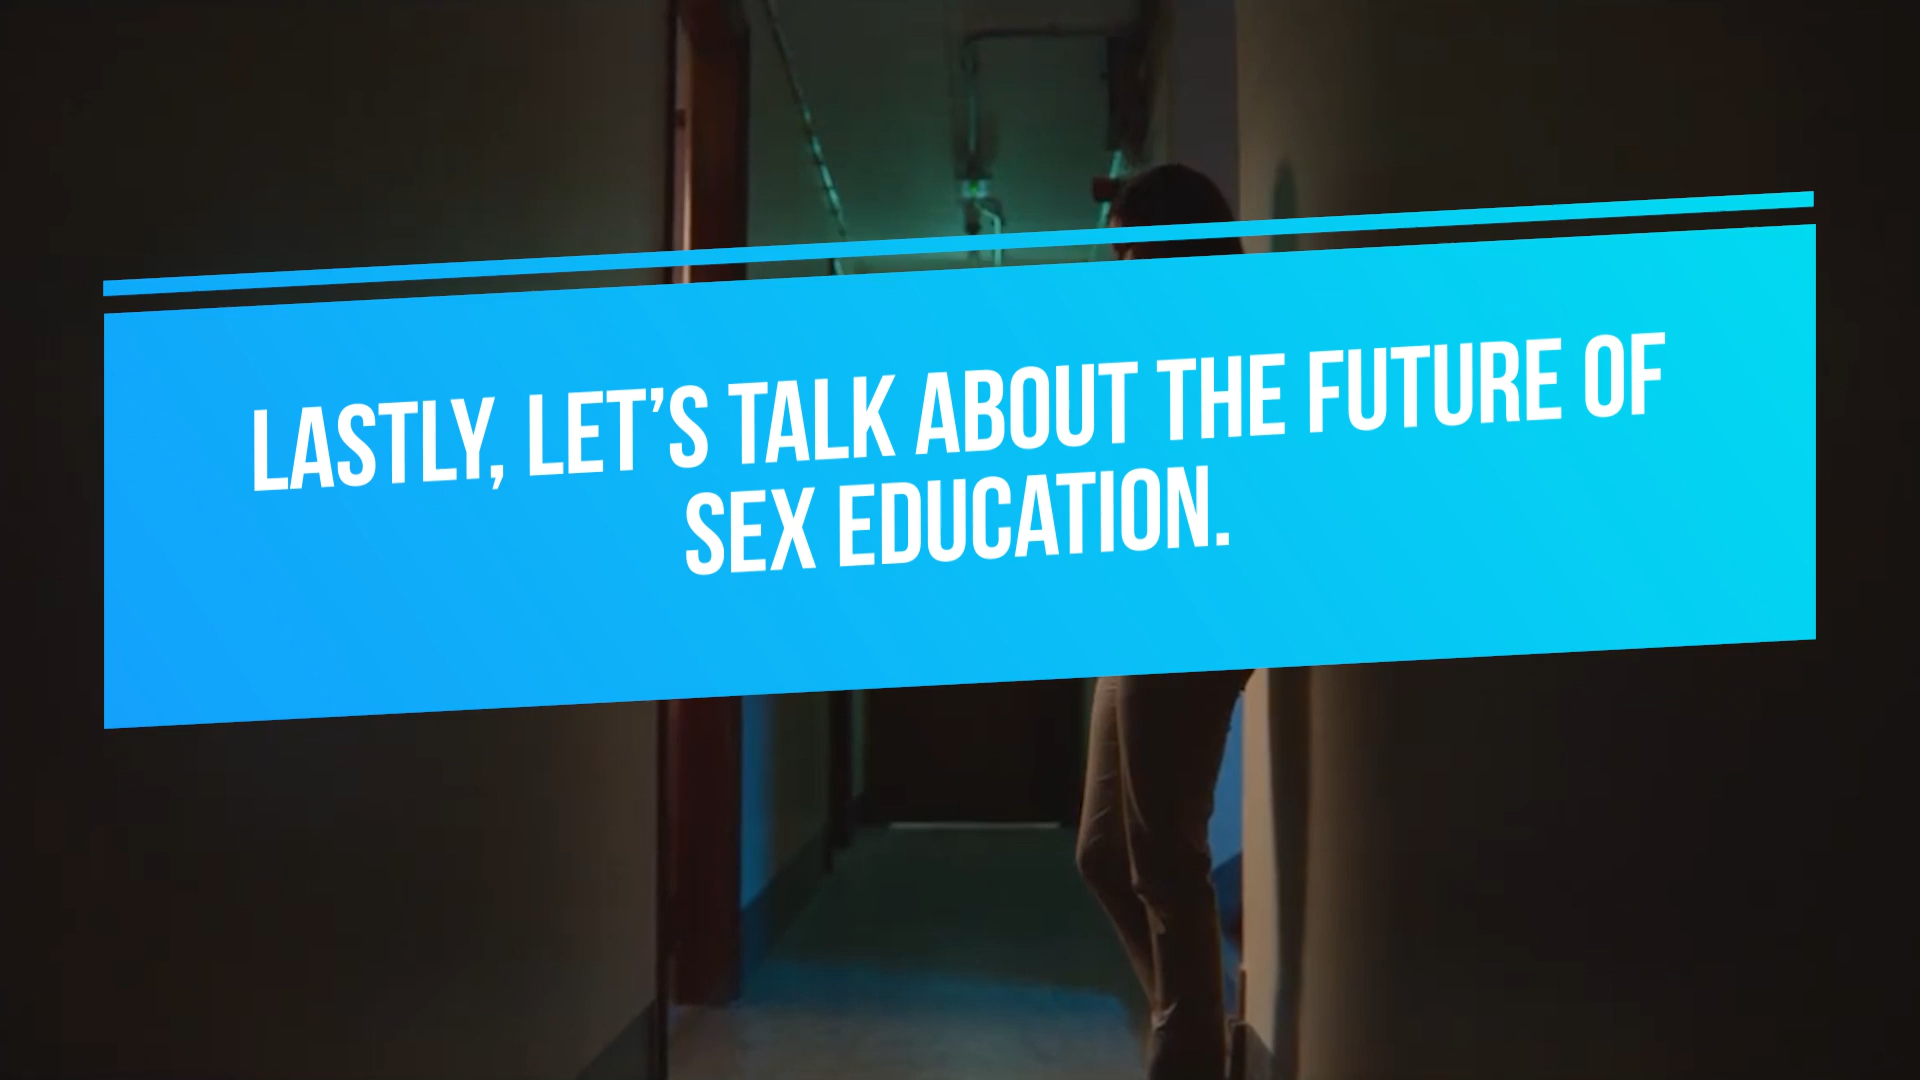 LASTLY, LET’S TALK ABOUT THE FUTURE OF
SEX EDUCATION.